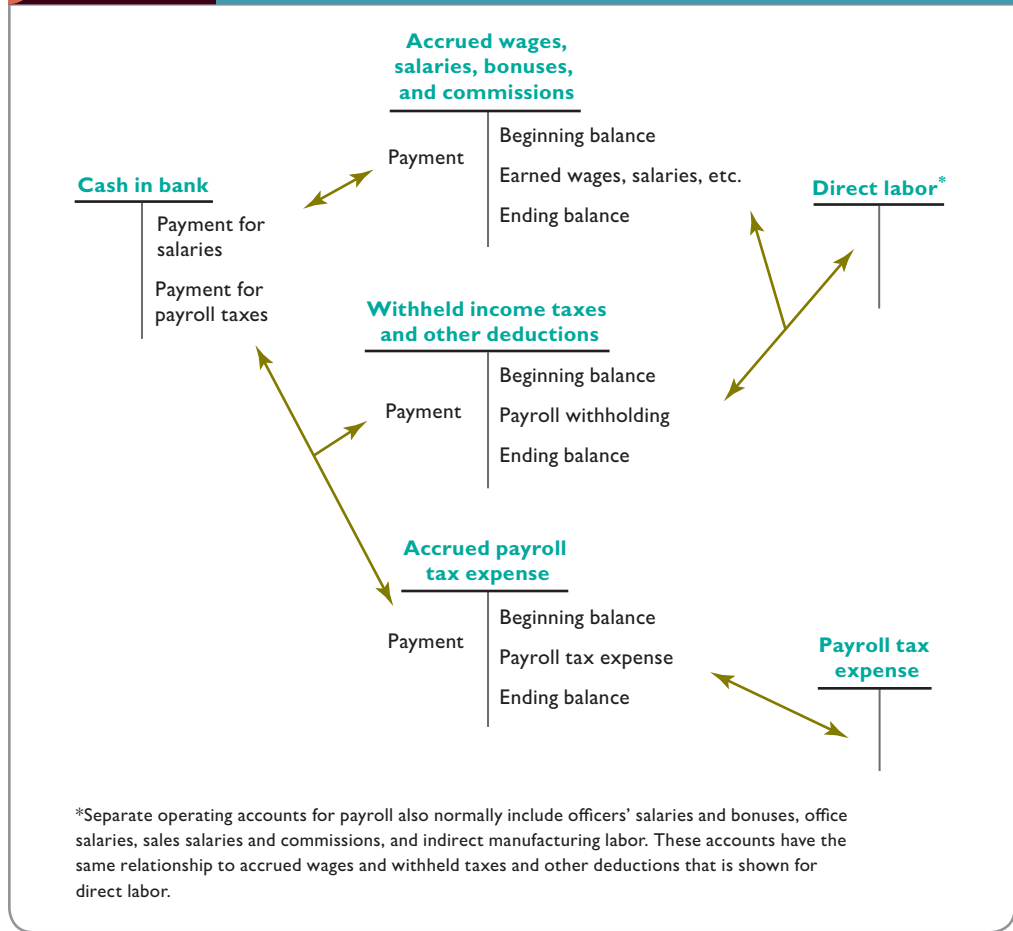 Accrued wages,
salaries, bonuses,
and commissions
Payment
Beginning balance
Earned wages, salaries, etc.
Ending balance
Cash in bank
Payment for
salaries
Payment for
payroll taxes
Direct labor*
Withheld income taxes
and other deductions
Payment
Beginning balance
Payroll withholding
Ending balance
Accrued payroll
tax expense
Payment
Beginning balance
Payroll tax expense
Ending balance
Payroll tax
expense
*Separate operating accounts for payroll also normally include officers’ salaries and bonuses, office
salaries, sales salaries and commissions, and indirect manufacturing labor. These accounts have the
same relationship to accrued wages and withheld taxes and other deductions that is shown for
direct labor.